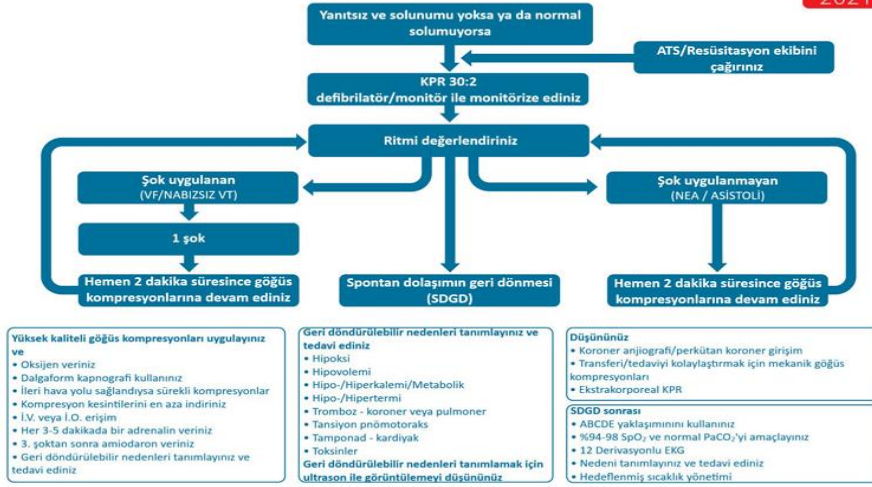 2021
Yanıtsız ve solunumu yoksa ya da normal
solumuyorsa
ATS/Resüsitasyon ekibini
çağırınız
KPR 30:2
defibrilatör/monitör ile monitörize ediniz
Ritmi değerlendiriniz
Şok uygulanan
(VF/NABIZSIZ VT)
Şok uygulanmayan
(NEA / ASİSTOLİ)
1 şok
Hemen 2 dakika süresince göğüs
kompresyonlarına devam ediniz
Spontan dolaşımın geri dönmesi
(SDGD)
Hemen 2 dakika süresince göğüs
kompresyonlarına devam ediniz
Yüksek kaliteli göğüs kompresyonları uygulayınız
ve
• Oksijen veriniz
• Dalgaform kapnografi kullanınız
• İleri hava yolu sağlandıysa sürekli kompresyonlar
• Kompresyon kesintilerini en aza indiriniz
• İ.V. veya İ.O. erişim
• Her 3-5 dakikada bir adrenalin veriniz
• 3. şoktan sonra amiodaron veriniz
• Geri döndürülebilir nedenleri tanımlayınız ve
tedavi ediniz
Geri döndürülebilir nedenleri tanımlayınız ve
tedavi ediniz
• Hipoksi
• Hipovolemi
• Hipo-/Hiperkalemi/Metabolik
• Hipo-/Hipertermi
• Tromboz - koroner veya pulmoner
• Tansiyon pnömotoraks
• Tamponad - kardiyak
• Toksinler
Geri döndürülebilir nedenleri tanımlamak için
ultrason ile görüntülemeyi düşününüz
Düşününüz
• Koroner anjiografi/perkütan koroner girişim
• Transferi/tedaviyi kolaylaştırmak için mekanik göğüs
kompresyonları
• Ekstrakorporeal KPR
SDGD sonrası
• ABCDE yaklaşımınını kullanınız
• %94-98 SpO₂ ve normal PaCO₂'yi amaçlayınız
• 12 Derivasyonlu EKG
• Nedeni tanımlayınız ve tedavi ediniz
• Hedeflenmiş sıcaklık yönetimi